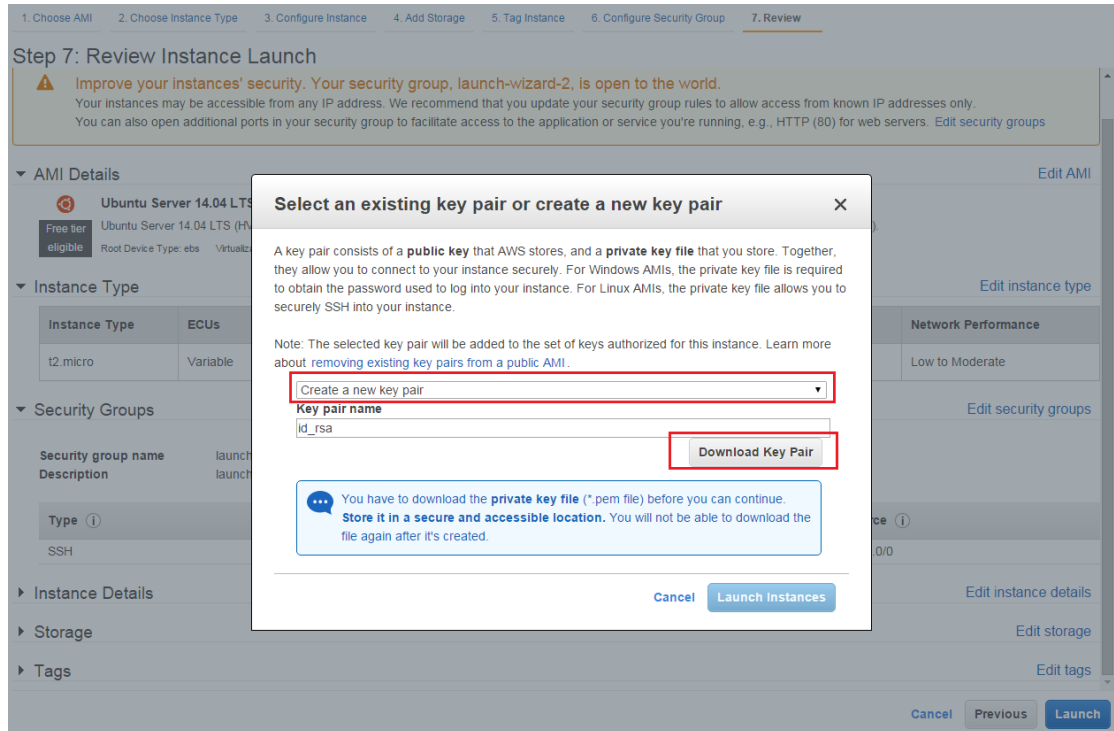 1. Choose AMI 2. Choose Instance Type 3. Configure Instance 4. Add Storage 5. Tag Instance 6. Configure Security Group 7. Review
Step 7: Review Instance Launch
Improve your instances' security. Your security group, launch-wizard-2, is open to the world.
Your instances may be accessible from any IP address. We recommend that you update your security group rules to allow access from known IP addresses only.
You can also open additional ports in your security group to facilitate access to the application or service you're running, e.g., HTTP (80) for web servers. Edit security groups
AMI Details Edit AMI
Ubuntu Server 14.04 LTS
Free tier eligible
Ubuntu Server 14.04 LTS (HV
Root Device Type: ebs Virtualiz
Instance Type Edit instance type
Instance Type ECUs Network Performance
t2.micro Variable Low to Moderate
Security Groups Edit security groups
Security group name launch
Description launch
Type rce
SSH .0/0
Instance Details Edit instance details
Storage Edit storage
Tags Edit tags
Cancel Previous Launch
Select an existing key pair or create a new key pair
A key pair consists of a public key that AWS stores, and a private key file that you store. Together,
they allow you to connect to your instance securely. For Windows AMIs, the private key file is required
to obtain the password used to log into your instance. For Linux AMIs, the private key file allows you to
securely SSH into your instance.
Note: The selected key pair will be added to the set of keys authorized for this instance. Learn more
about removing existing key pairs from a public AMI.
Create a new key pair
Key pair name
id_rsa
Download Key Pair
You have to download the private key file (*.pem file) before you can continue.
Store it in a secure and accessible location. You will not be able to download the
file again after it's created.
Cancel Launch Instances